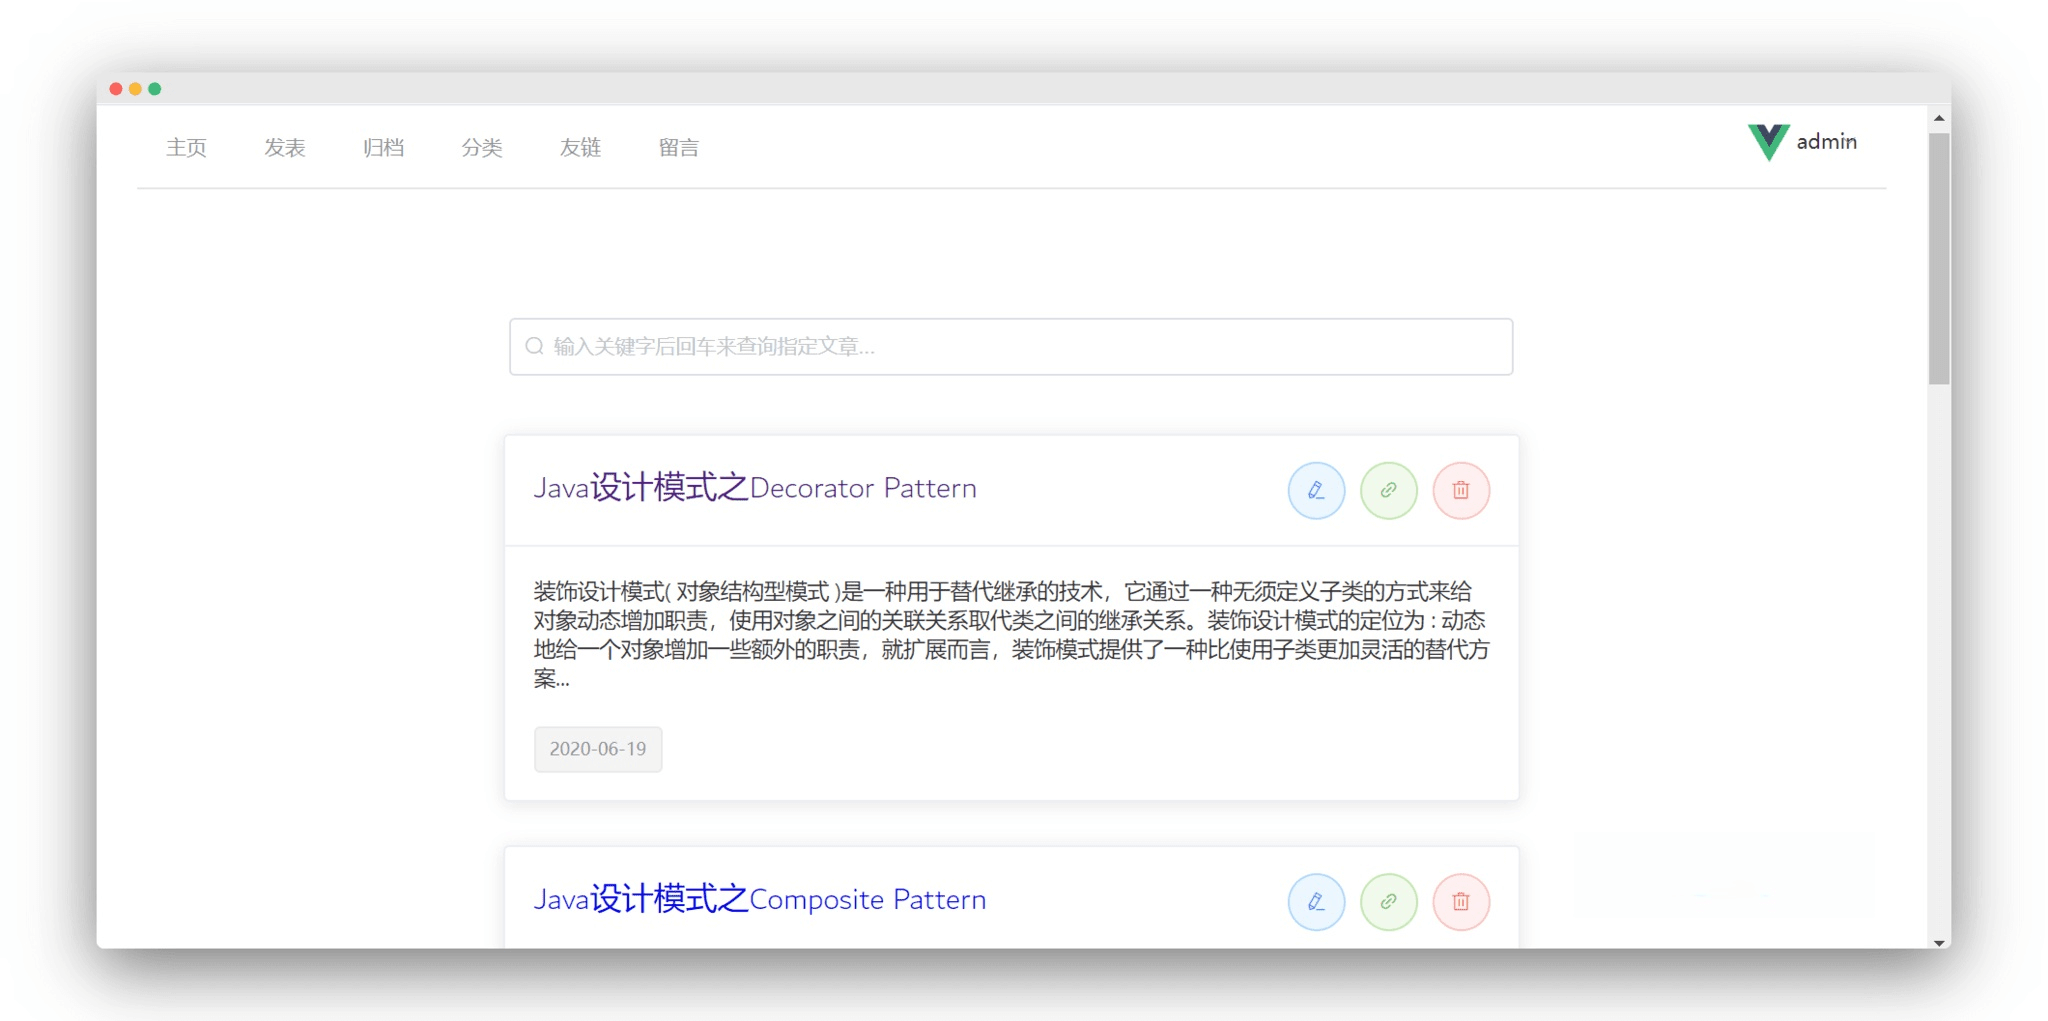 主页 发表 归档 分类 友链 留言 admin
输入关键字后回车来查询指定文章...
Java设计模式之Decorator Pattern
装饰设计模式( 对象结构型模式 )是一种用于替代继承的技术，它通过一种无须定义子类的方式来给
对象动态增加职责，使用对象之间的关联关系取代类之间的继承关系。装饰设计模式的定位为 : 动态
地给一个对象增加一些额外的职责，就扩展而言，装饰模式提供了一种比使用子类更加灵活的替代方
案...
2020-06-19
Java设计模式之Composite Pattern